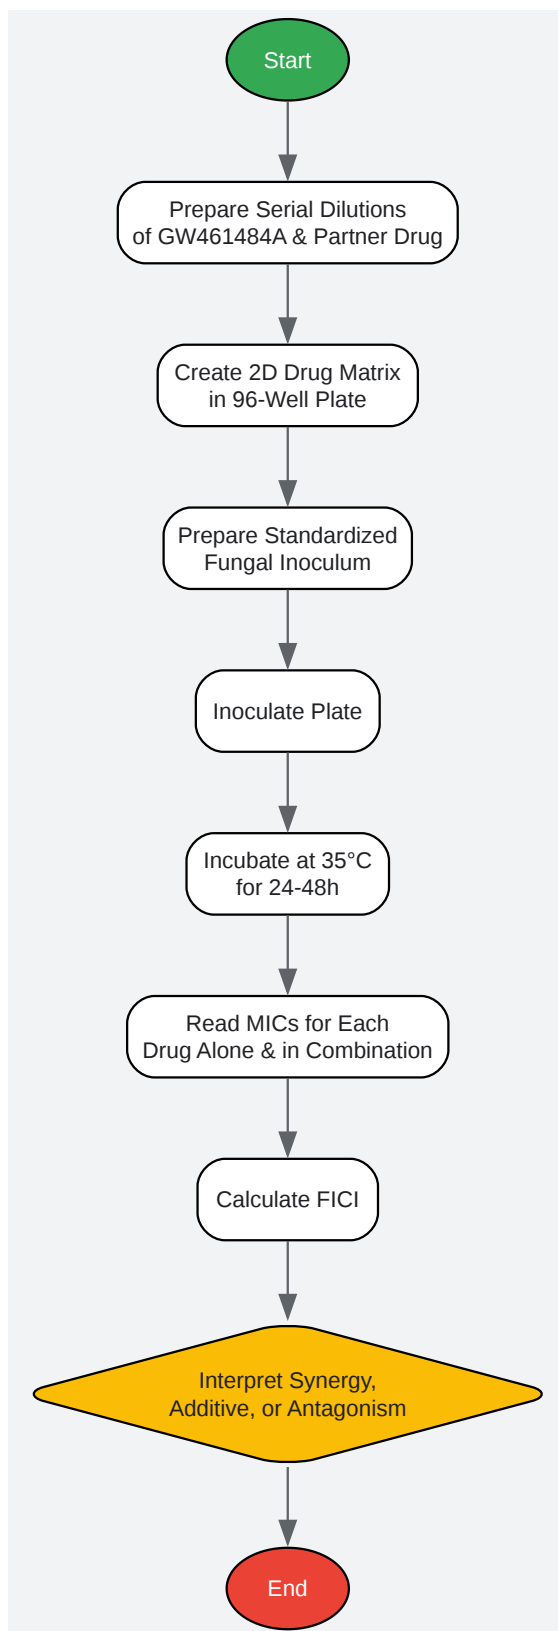 Start
Prepare Serial Dilutions
of GW461484A & Partner Drug
Create 2D Drug Matrix
in 96-Well Plate
Prepare Standardized
Fungal Inoculum
Inoculate Plate
Incubate at 35°C
for 24-48h
Read MICs for Each
Drug Alone & in Combination
Calculate FICI
Interpret Synergy,
Additive, or Antagonism
End